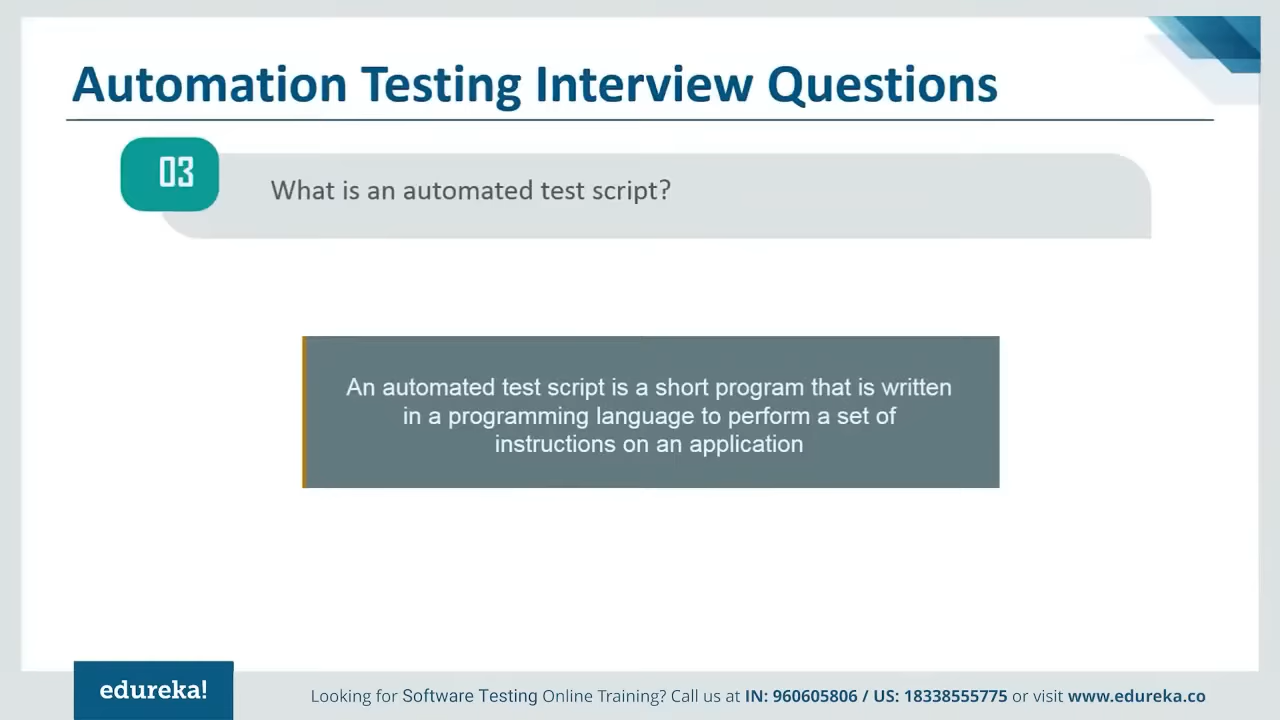 Automation Testing Interview Questions
03
What is an automated test script?
An automated test script is a short program that is written
in a programming language to perform a set of
instructions on an application
edureka!
Looking for Software Testing Online Training? Call us at IN: 960605806 / US: 18338555775 or visit www.edureka.co